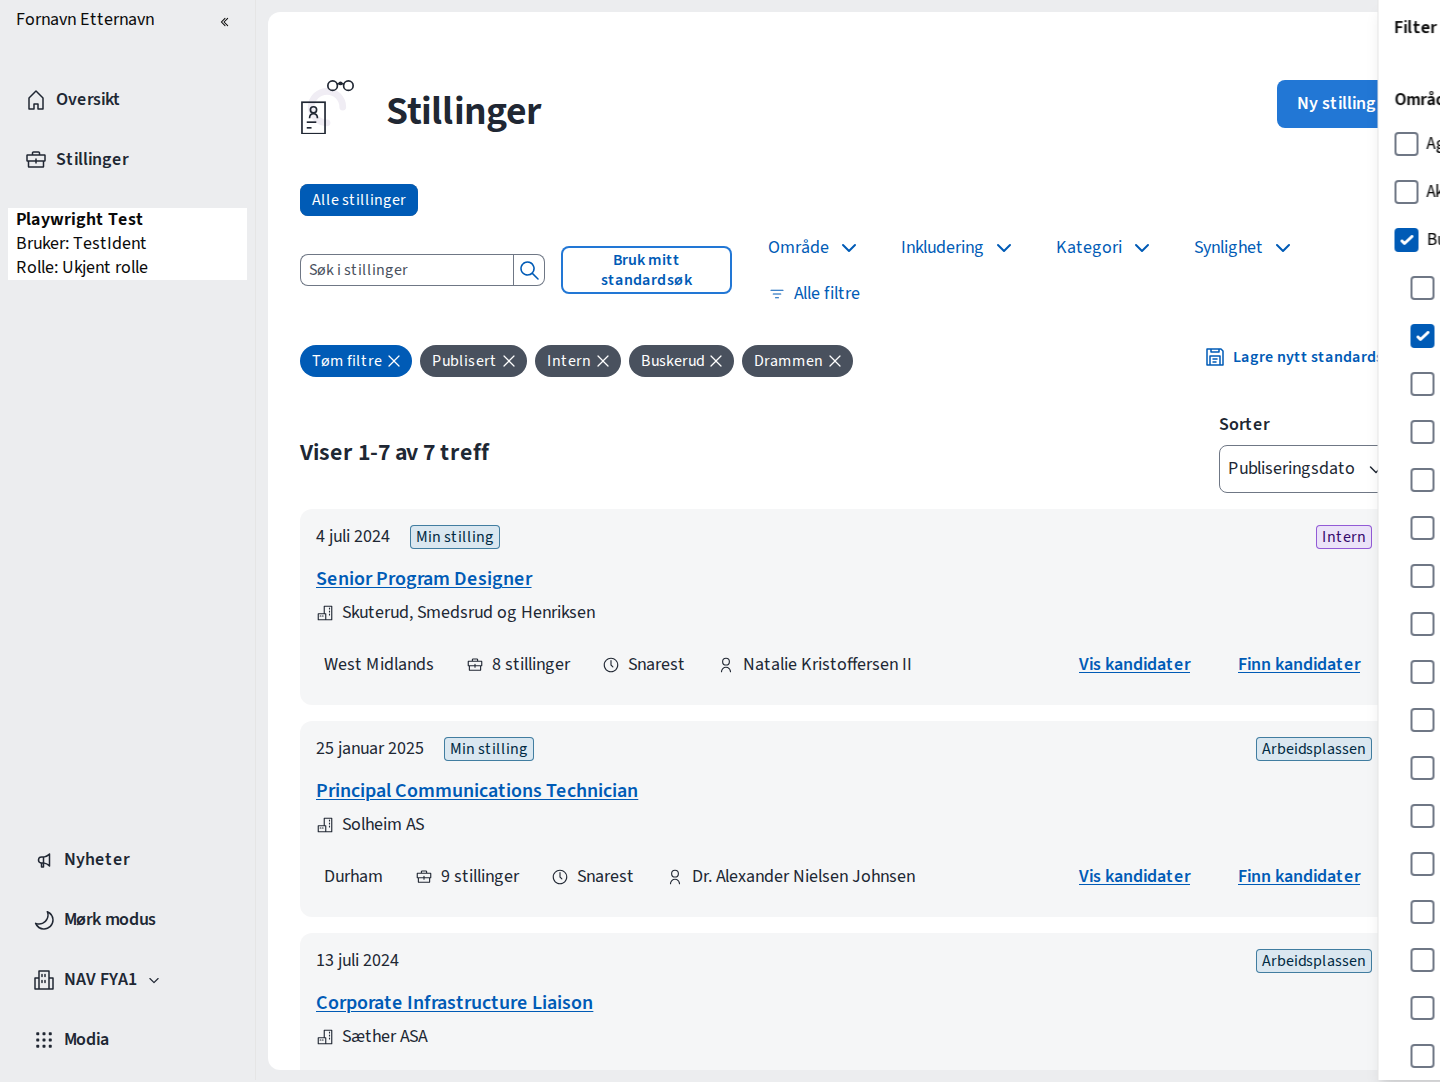 Fornavn Etternavn
Oversikt
Stillinger
Playwright Test
Bruker: TestIdent
Rolle: Ukjent rolle
Nyheter
Mørk modus
NAV FYA1
Media
Stillinger
Ny stilling
Alle stillinger
Søk i stillinger
Bruk mitt
standardsøk
Område
Inkludering
Kategori
Synlighet
Alle filtre
Tøm filtre
Publisert
Intern
Buskerud
Drammen
Lagre nytt standards
Viser 1-7 av 7 treff
Sorter
Publiseringsdato
4 juli 2024 Min stilling Intern
Senior Program Designer
Skuterud, Smedsrud og Henriksen
West Midlands 8 stillinger Snarest Natalie Kristoffersen II Vis kandidater Finn kandidater
25 januar 2025 Min stilling Arbeidsplassen
Principal Communications Technician
Solheim AS
Durham 9 stillinger Snarest Dr. Alexander Nielsen Johnsen Vis kandidater Finn kandidater
13 juli 2024 Arbeidsplassen
Corporate Infrastructure Liaison
Sæther ASA
Filter
Områd
Ag
Ak
Bu